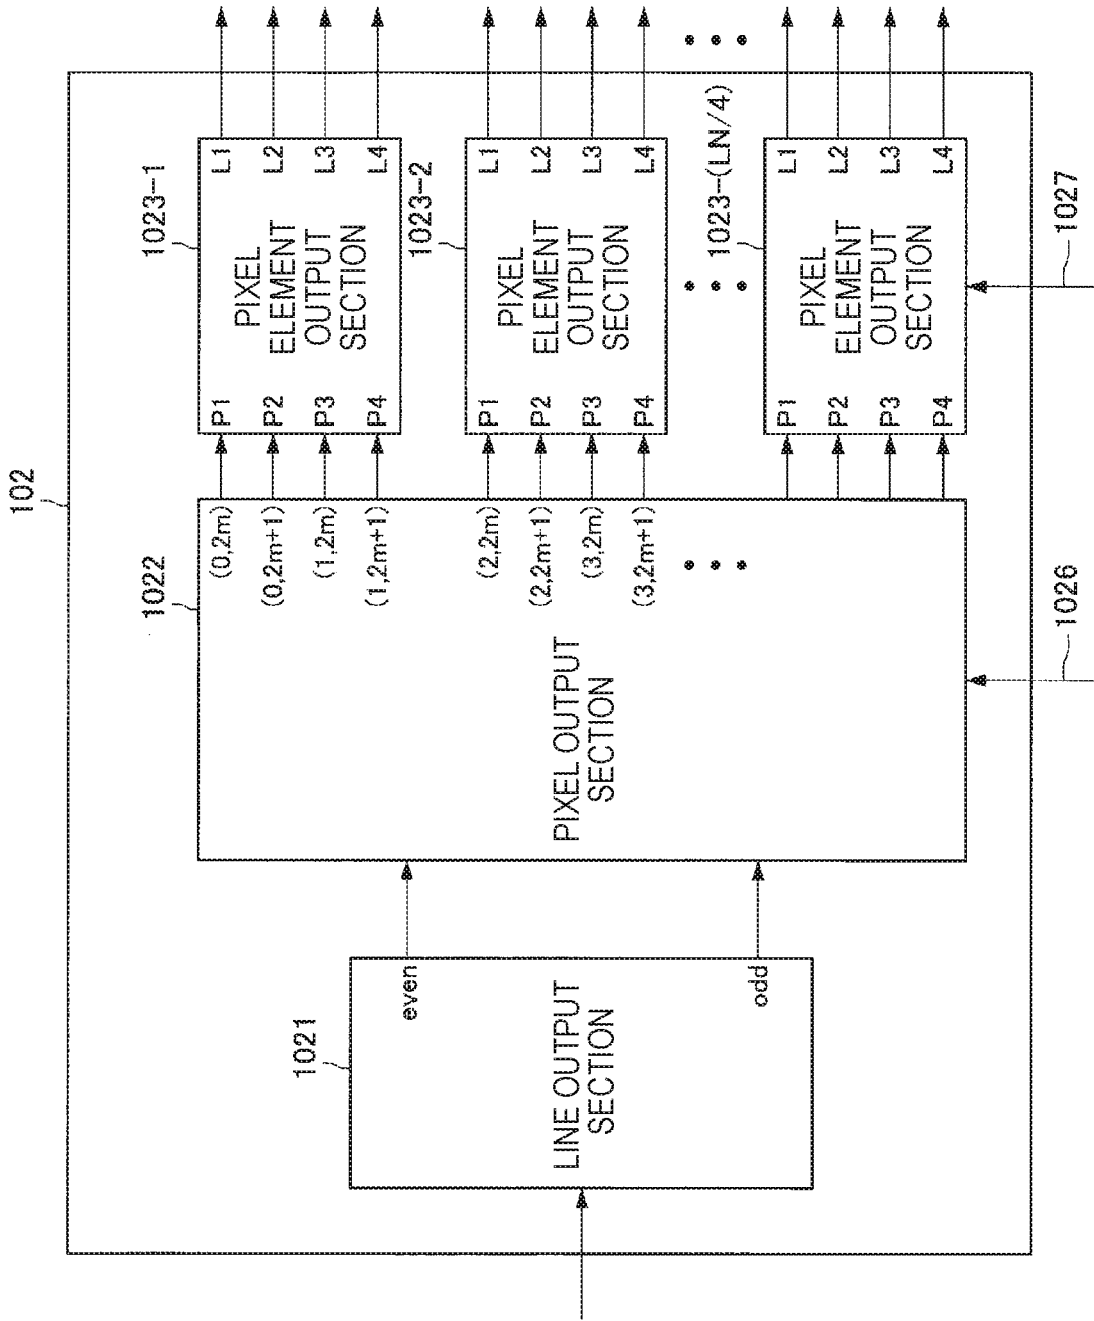 102
1021
LINE OUTPUT
SECTION
even
odd
1022
PIXEL OUTPUT
SECTION
(0,2m)
(0,2m+1)
(1,2m)
(1,2m+1)
(2,2m)
(2,2m+1)
(3,2m)
(3,2m+1)
1026
1023-1
P1
P2
P3
P4
PIXEL
ELEMENT
OUTPUT
SECTION
L1
L2
L3
L4
1023-2
P1
P2
P3
P4
PIXEL
ELEMENT
OUTPUT
SECTION
L1
L2
L3
L4
1023-(LN/4)
P1
P2
P3
P4
PIXEL
ELEMENT
OUTPUT
SECTION
L1
L2
L3
L4
1027